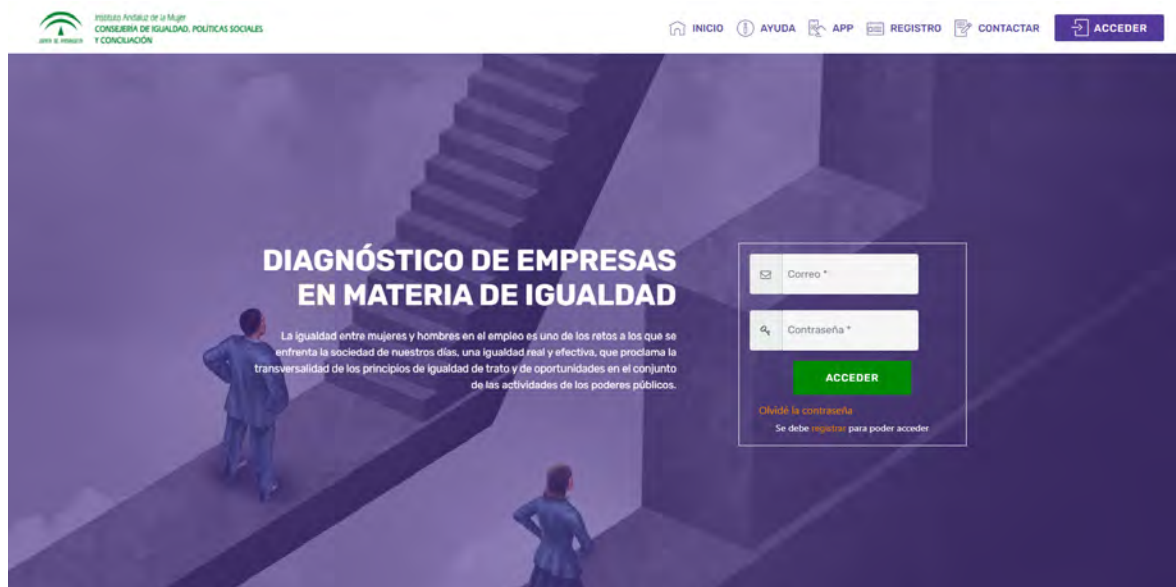 Instituto Andaluz de la Mujer
CONSEJERÍA DE IGUALDAD, POLÍTICAS SOCIALES
Y CONCILIACIÓN
JUNTA DE ANDALUCÍA
INICIO
AYUDA
APP
REGISTRO
CONTACTAR
ACCEDER
DIAGNÓSTICO DE EMPRESAS
EN MATERIA DE IGUALDAD
La igualdad entre mujeres y hombres en el empleo es uno de los retos a los que se
enfrenta la sociedad de nuestros días, una igualdad real y efectiva, que proclama la
transversalidad de los principios de igualdad de trato y de oportunidades en el conjunto
de las actividades de los poderes públicos.
Correo *
Contraseña *
ACCEDER
Olvidé la contraseña
Se debe registrar para poder acceder